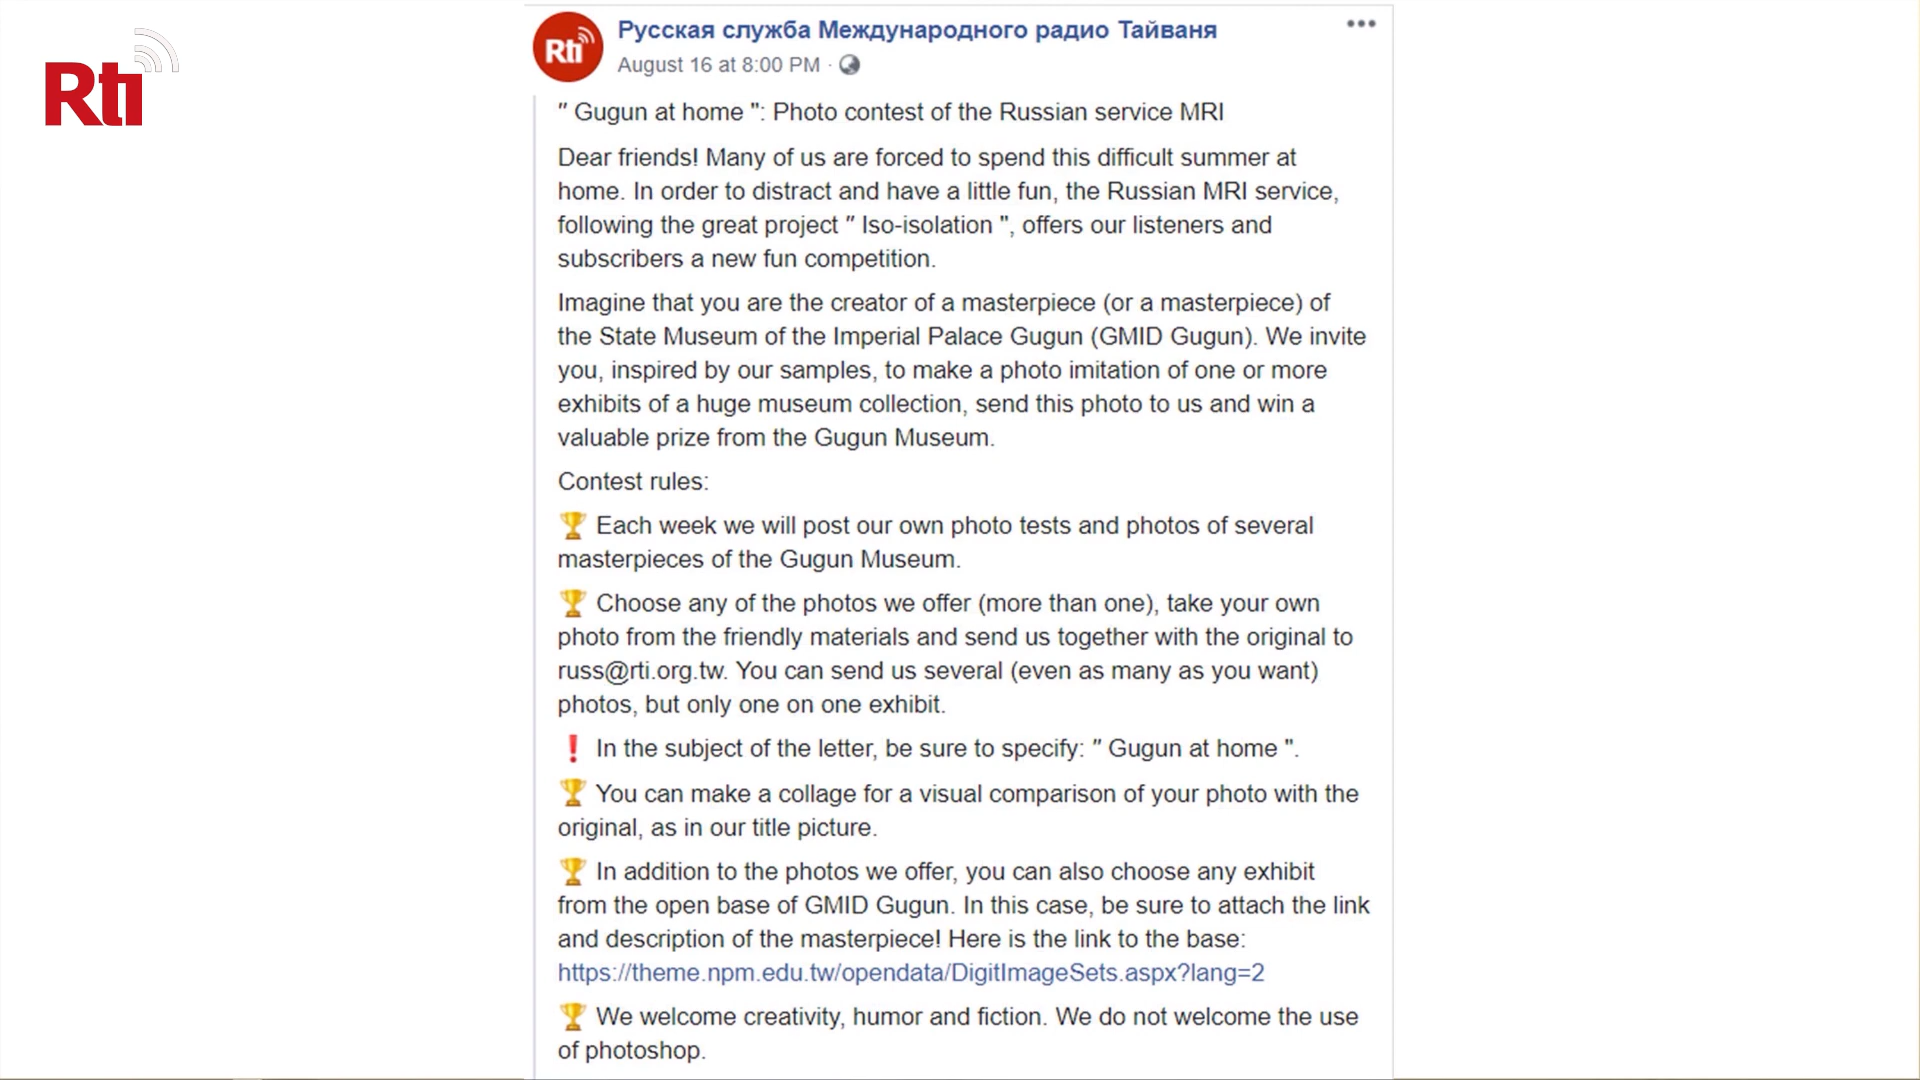 Rti
Rti
Русская служба Международного радио Тайваня
August 16 at 8:00 PM ·
" Gugun at home ": Photo contest of the Russian service MRI
Dear friends! Many of us are forced to spend this difficult summer at
home. In order to distract and have a little fun, the Russian MRI service,
following the great project " Iso-isolation ", offers our listeners and
subscribers a new fun competition.
Imagine that you are the creator of a masterpiece (or a masterpiece) of
the State Museum of the Imperial Palace Gugun (GMID Gugun). We invite
you, inspired by our samples, to make a photo imitation of one or more
exhibits of a huge museum collection, send this photo to us and win a
valuable prize from the Gugun Museum.
Contest rules:
🏆 Each week we will post our own photo tests and photos of several
masterpieces of the Gugun Museum.
🏆 Choose any of the photos we offer (more than one), take your own
photo from the friendly materials and send us together with the original to
russ@rti.org.tw. You can send us several (even as many as you want)
photos, but only one on one exhibit.
❗ In the subject of the letter, be sure to specify: " Gugun at home ".
🏆 You can make a collage for a visual comparison of your photo with the
original, as in our title picture.
🏆 In addition to the photos we offer, you can also choose any exhibit
from the open base of GMID Gugun. In this case, be sure to attach the link
and description of the masterpiece! Here is the link to the base:
https://theme.npm.edu.tw/opendata/DigitImageSets.aspx?lang=2
🏆 We welcome creativity, humor and fiction. We do not welcome the use
of photoshop.